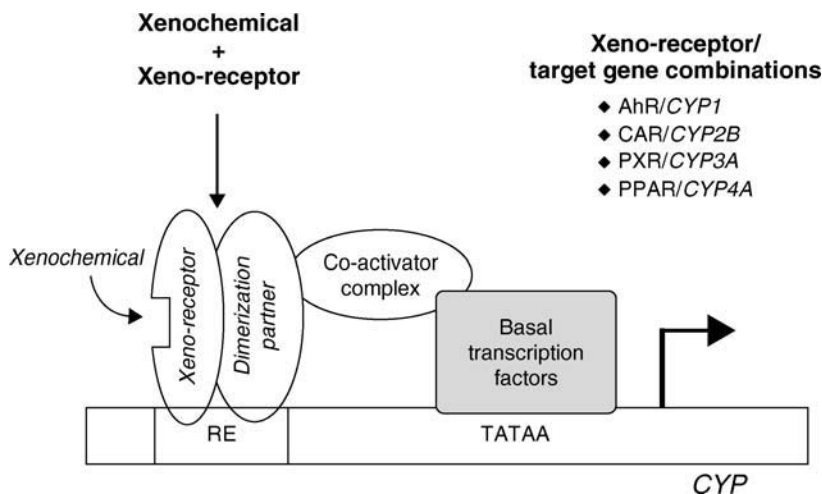 Xenochemical
+
Xeno-receptor
Xeno-receptor/
target gene combinations
◆ AhR/CYP1
◆ CAR/CYP2B
◆ PXR/CYP3A
◆ PPAR/CYP4A
Xenochemical
Xeno-receptor
Dimerization
partner
Co-activator
complex
Basal
transcription
factors
RE
TATAA
CYP